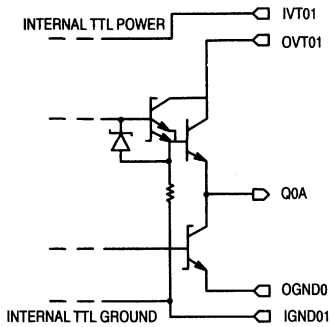 IVT01
INTERNAL TTL POWER
OVT01
Q0A
OGND0
INTERNAL TTL GROUND
IGND01